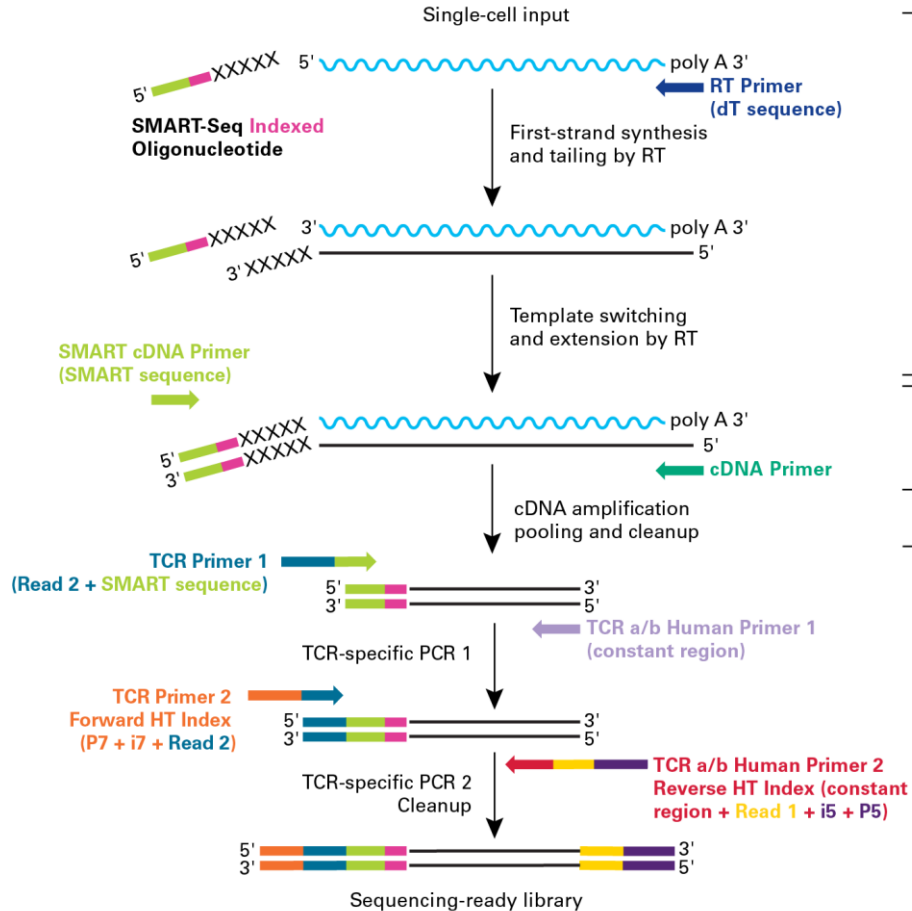 Single-cell input
5' XXXXX
5'
poly A 3'
RT Primer
(dT sequence)
SMART-Seq Indexed
Oligonucleotide
First-strand synthesis
and tailing by RT
5' XXXXX
3'
poly A 3'
3' XXXXX
5'
Template switching
and extension by RT
SMART cDNA Primer
(SMART sequence)
5' XXXXX
poly A 3'
3' XXXXX
5'
cDNA Primer
cDNA amplification
pooling and cleanup
TCR Primer 1
(Read 2 + SMART sequence)
5' 3'
3' 5'
TCR a/b Human Primer 1
(constant region)
TCR-specific PCR 1
TCR Primer 2
Forward HT Index
(P7 + i7 + Read 2)
5' 3'
3' 5'
TCR a/b Human Primer 2
Reverse HT Index (constant
region + Read 1 + i5 + P5)
TCR-specific PCR 2
Cleanup
5' 3'
3' 5'
Sequencing-ready library